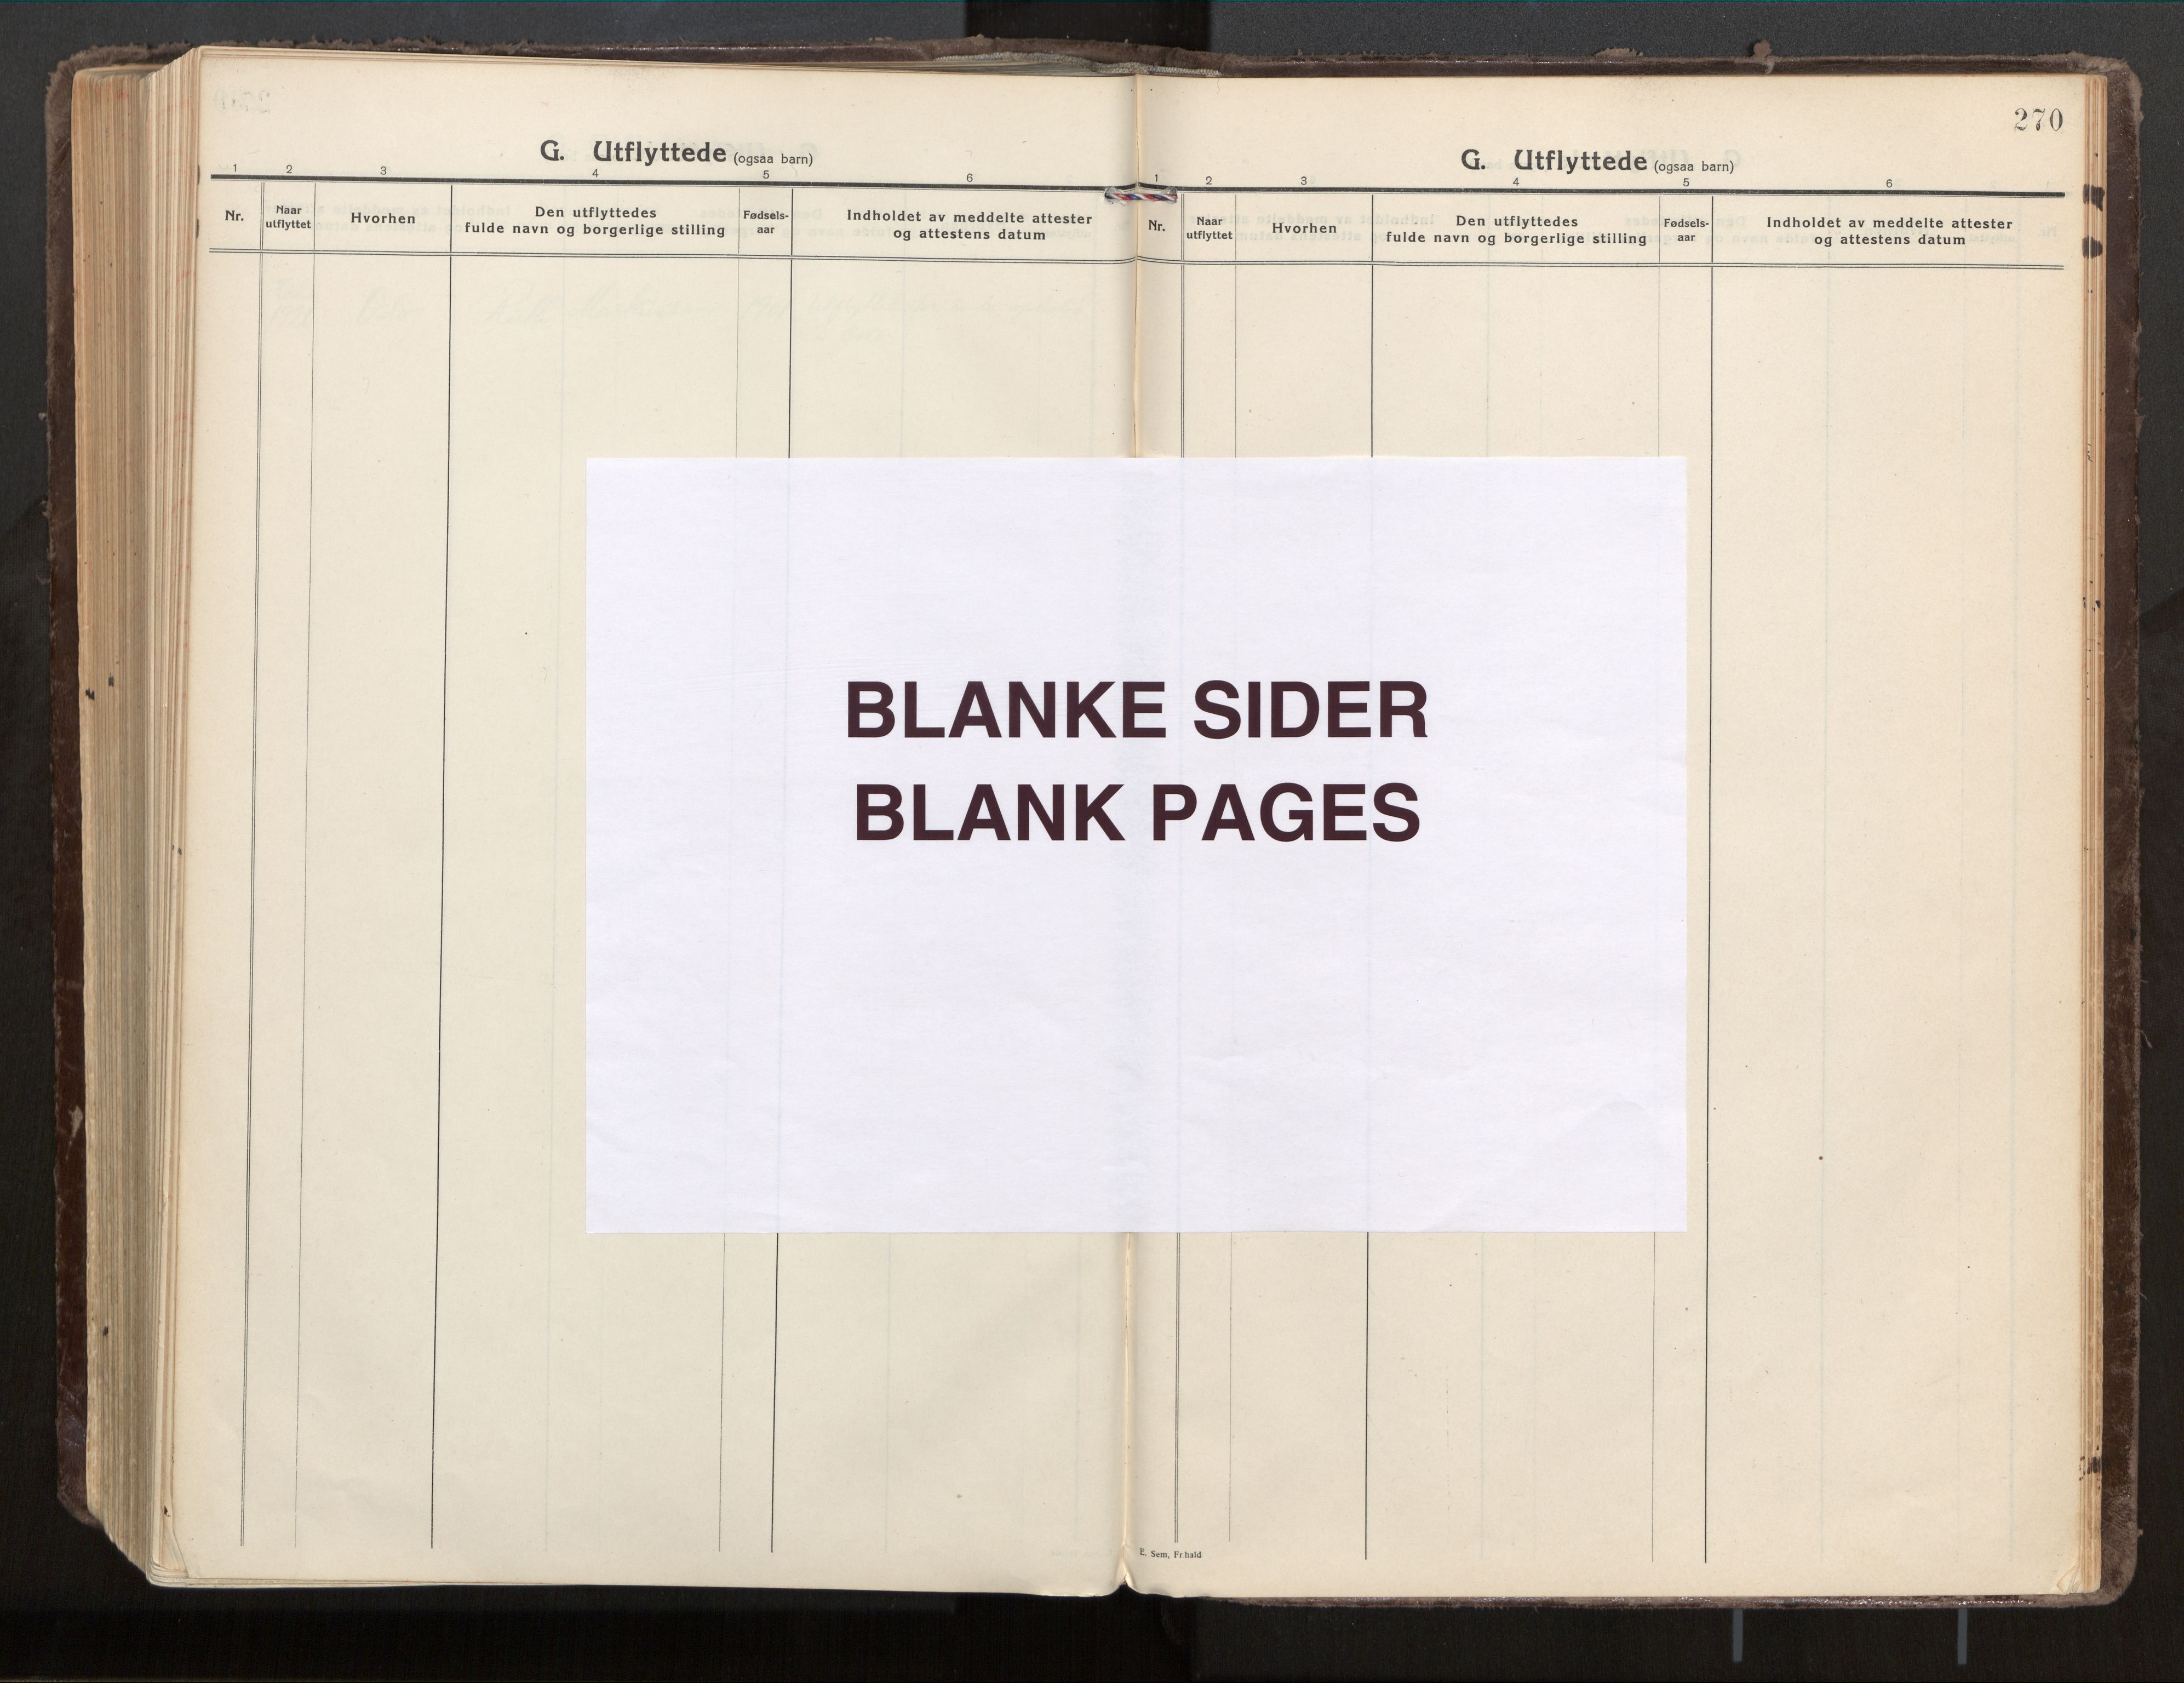 G. Utflyttede (ogsaa barn)
1 2 3 4 5 6
Nr.
Naar
utflyttet
Hvorhen
Den utflyttedes
fulde navn og borgerlige stilling
Fødsels-
aar
Indholdet av meddelte attester
og attestens datum
270
G. Utflyttede (ogsaa barn)
1 2 3 4 5 6
Nr.
Naar
utflyttet
Hvorhen
Den utflyttedes
fulde navn og borgerlige stilling
Fødsels-
aar
Indholdet av meddelte attester
og attestens datum
BLANKE SIDER
BLANK PAGES
E. Sem, Fr.hald